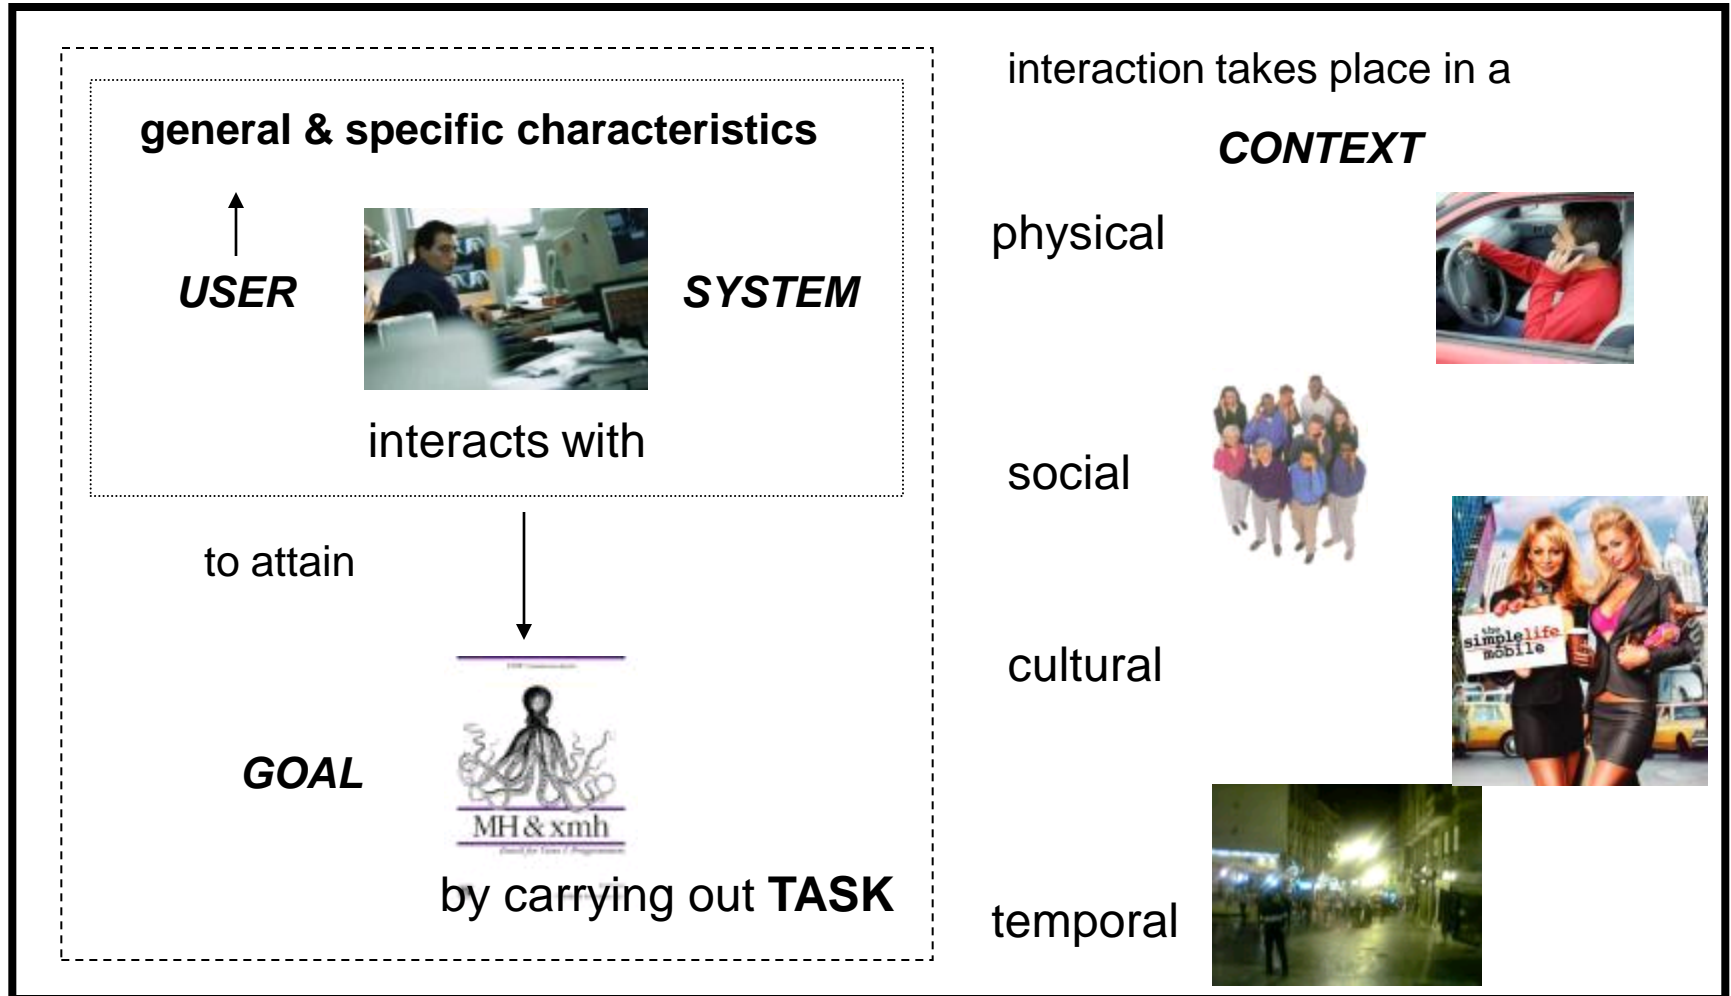 general & specific characteristics
USER
SYSTEM
interacts with
to attain
GOAL
MH & xmh
by carrying out TASK
interaction takes place in a
CONTEXT
physical
social
cultural
the
simplelife
mobile
temporal